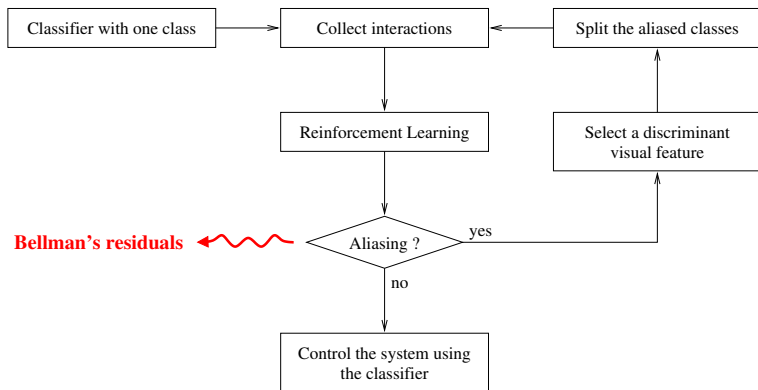 Classifier with one class
Collect interactions
Split the aliased classes
Reinforcement Learning
Select a discriminant
visual feature
Bellman's residuals
Aliasing ?
yes
no
Control the system using
the classifier